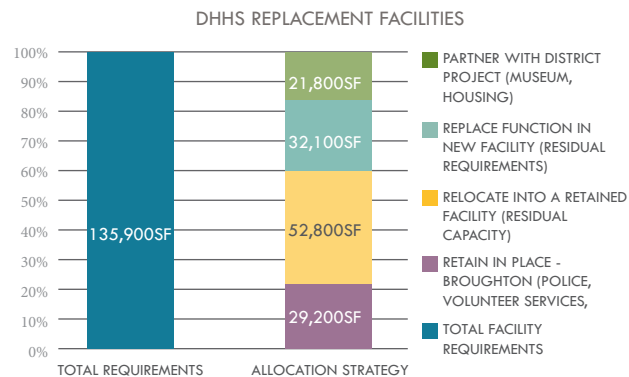 DHHS REPLACEMENT FACILITIES
100%
90%
80%
70%
60%
50%
40%
30%
20%
10%
0%
135,900SF
21,800SF
32,100SF
52,800SF
29,200SF
TOTAL REQUIREMENTS
ALLOCATION STRATEGY
PARTNER WITH DISTRICT
PROJECT (MUSEUM,
HOUSING)
REPLACE FUNCTION IN
NEW FACILITY (RESIDUAL
REQUIREMENTS)
RELOCATE INTO A RETAINED
FACILITY (RESIDUAL
CAPACITY)
RETAIN IN PLACE -
BROUGHTON (POLICE,
VOLUNTEER SERVICES,
TOTAL FACILITY
REQUIREMENTS